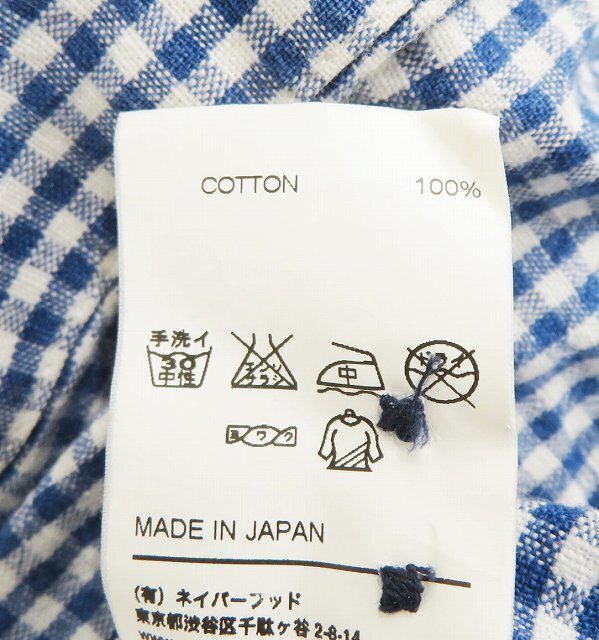 COTTON 100%
手洗イ
30
中性
エンソ
サラシ
中
ドライ
ヨワク
MADE IN JAPAN
(有) ネイバーフッド
東京都渋谷区千駄ヶ谷 2-8-14